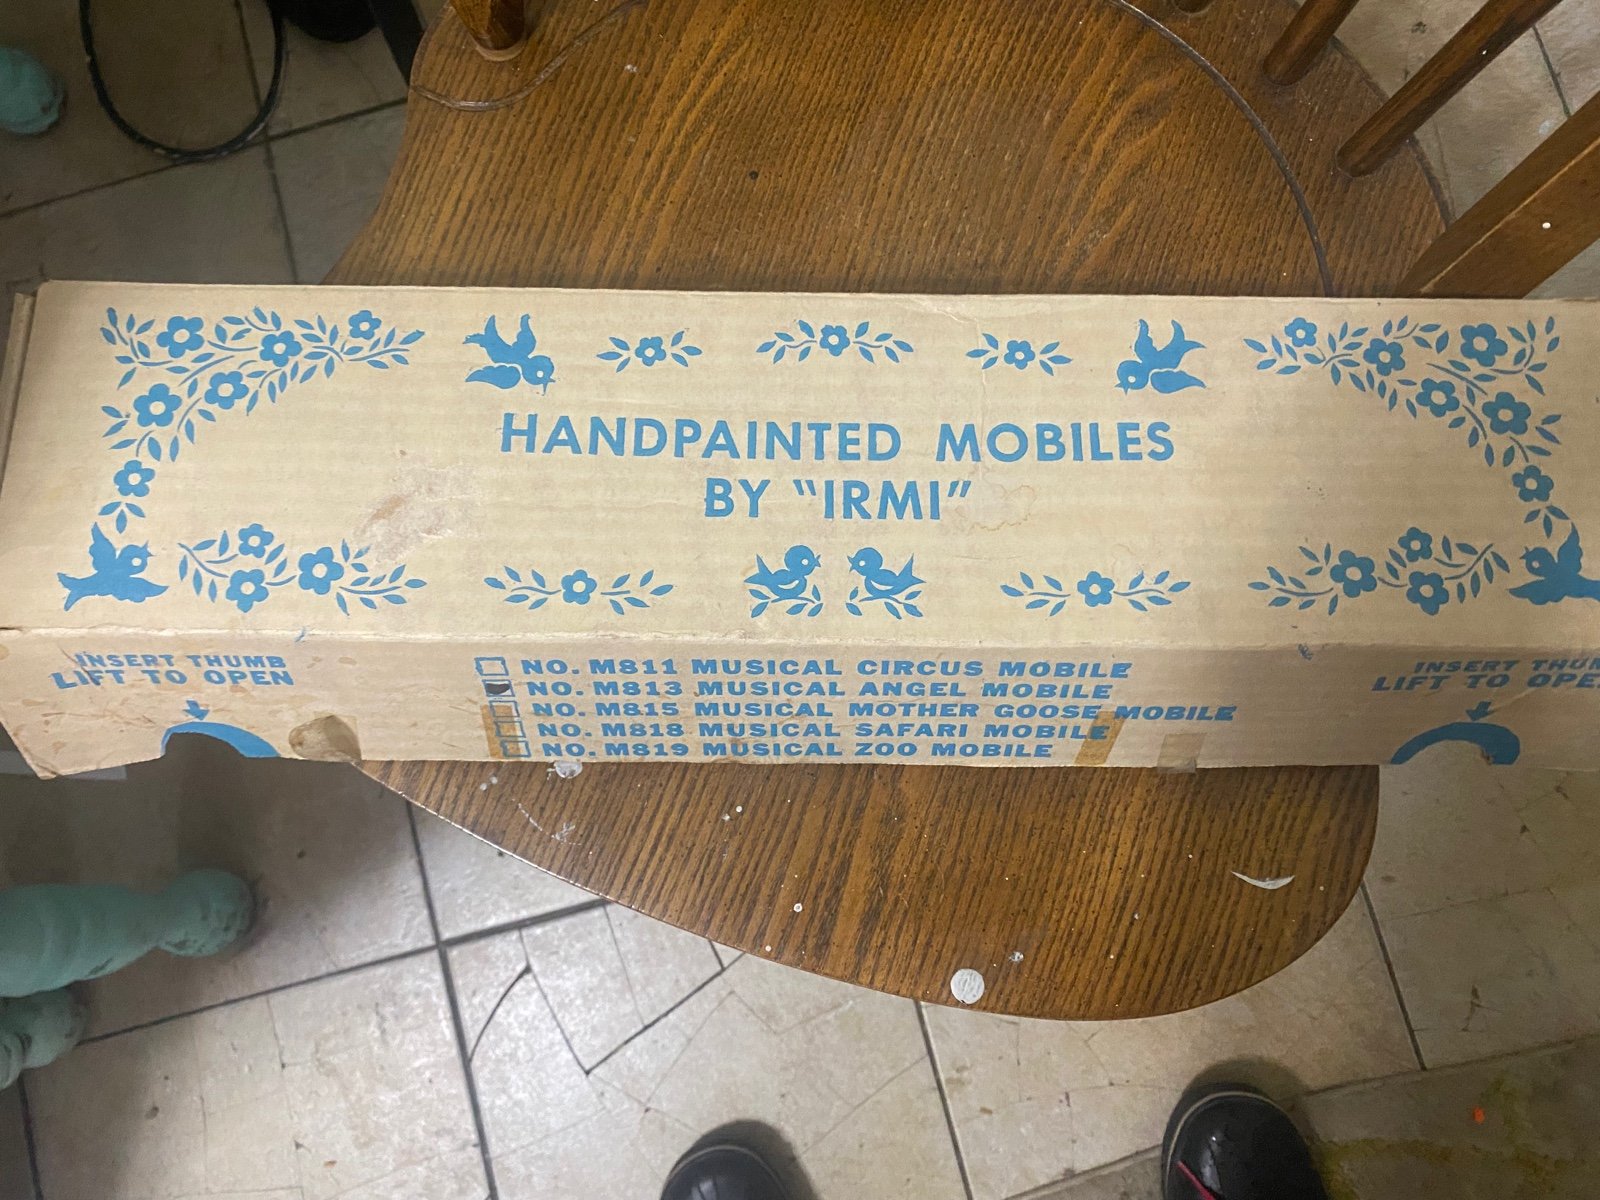 HANDPAINTED MOBILES
BY "IRMI"
INSERT THUMB
LIFT TO OPEN
NO. M811 MUSICAL CIRCUS MOBILE
NO. M813 MUSICAL ANGEL MOBILE
NO. M815 MUSICAL MOTHER GOOSE MOBILE
NO. M818 MUSICAL SAFARI MOBILE
NO. M819 MUSICAL ZOO MOBILE
INSERT THUM
LIFT TO OPE